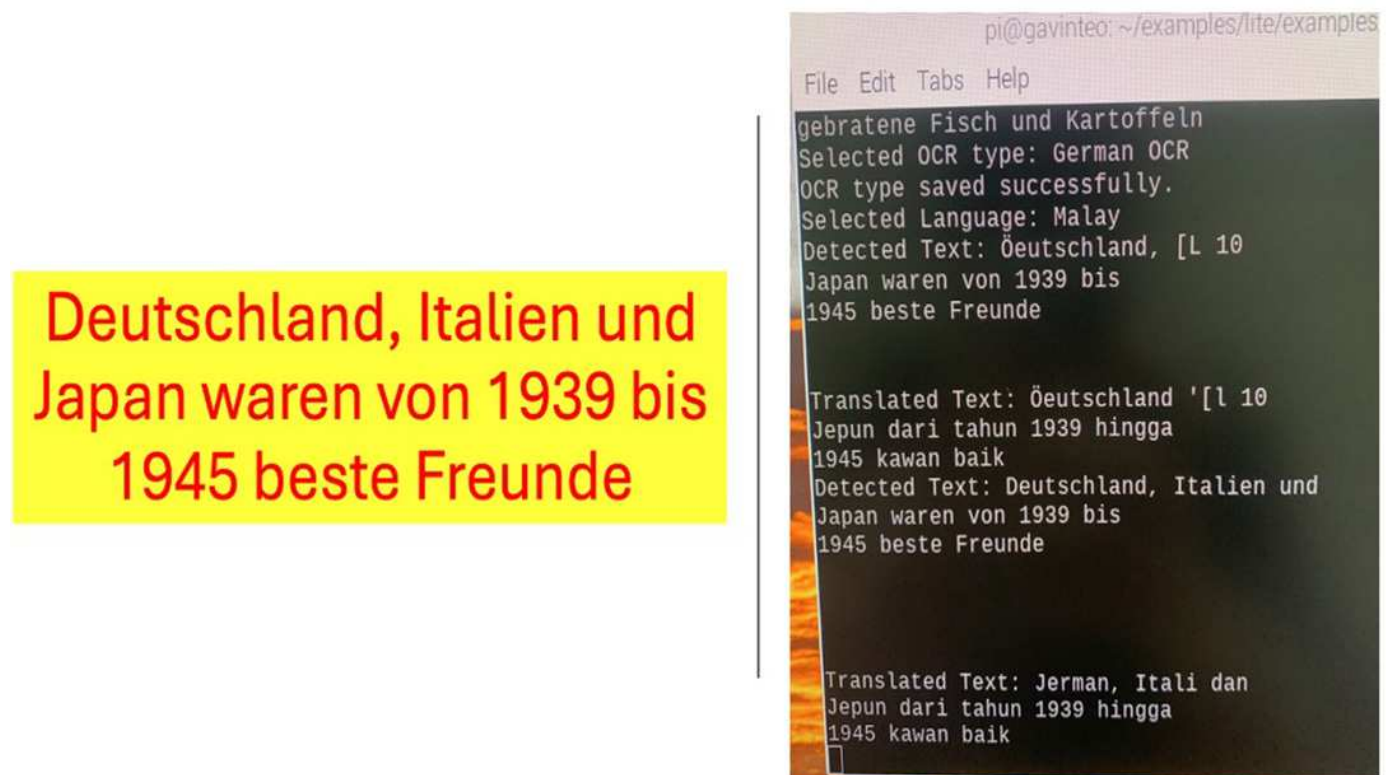 Deutschland, Italien und
Japan waren von 1939 bis
1945 beste Freunde
pi@gavinteo: ~/examples/lite/examples
File Edit Tabs Help
gebratene Fisch und Kartoffeln
Selected OCR type: German OCR
OCR type saved successfully.
Selected Language: Malay
Detected Text: Öeutschland, [L 10
Japan waren von 1939 bis
1945 beste Freunde
Translated Text: Öeutschland '[l 10
Jepun dari tahun 1939 hingga
1945 kawan baik
Detected Text: Deutschland, Italien und
Japan waren von 1939 bis
1945 beste Freunde
Translated Text: Jerman, Itali dan
Jepun dari tahun 1939 hingga
1945 kawan baik